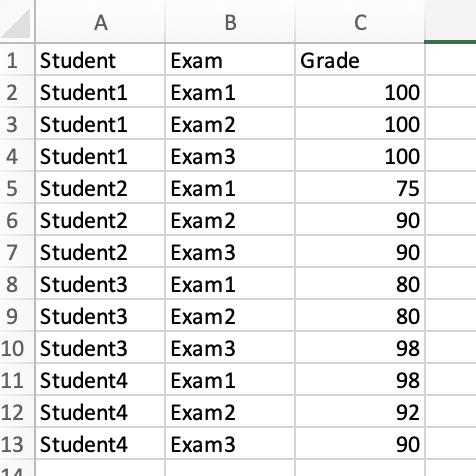 A B C
1 Student Exam Grade
2 Student1 Exam1 100
3 Student1 Exam2 100
4 Student1 Exam3 100
5 Student2 Exam1 75
6 Student2 Exam2 90
7 Student2 Exam3 90
8 Student3 Exam1 80
9 Student3 Exam2 80
10 Student3 Exam3 98
11 Student4 Exam1 98
12 Student4 Exam2 92
13 Student4 Exam3 90
14